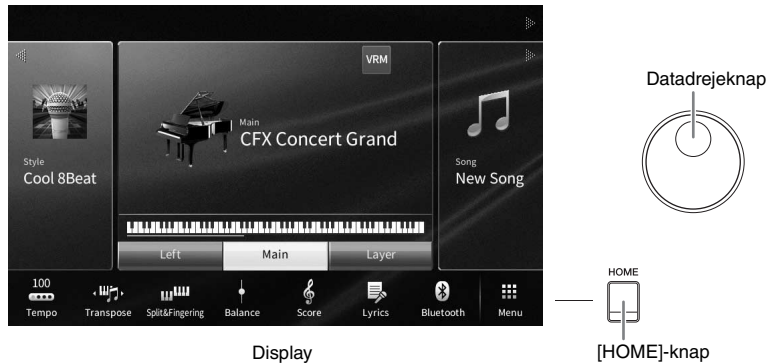 VRM
Main
CFX Concert Grand
Style
Cool 8Beat
Song
New Song
Left
Main
Layer
100
Tempo
Transpose
Split&Fingering
Balance
Score
Lyrics
Bluetooth
Menu
Display
Datadrejeknap
HOME
[HOME]-knap